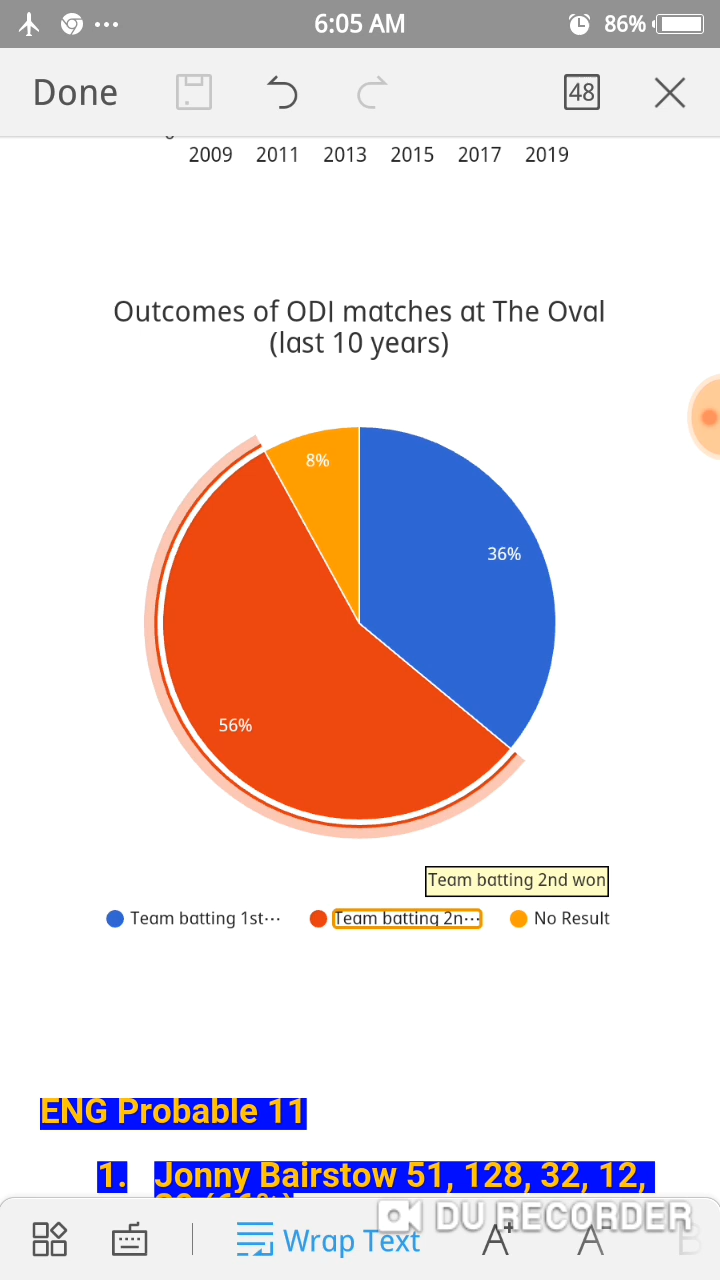 6:05 AM
86%
Done
48
2009 2011 2013 2015 2017 2019
Outcomes of ODI matches at The Oval
(last 10 years)
8%
36%
56%
Team batting 2nd won
Team batting 1st...
Team batting 2n...
No Result
ENG Probable 11
1. Jonny Bairstow 51, 128, 32, 12,
Wrap Text
A+
A-
B
DU RECORDER